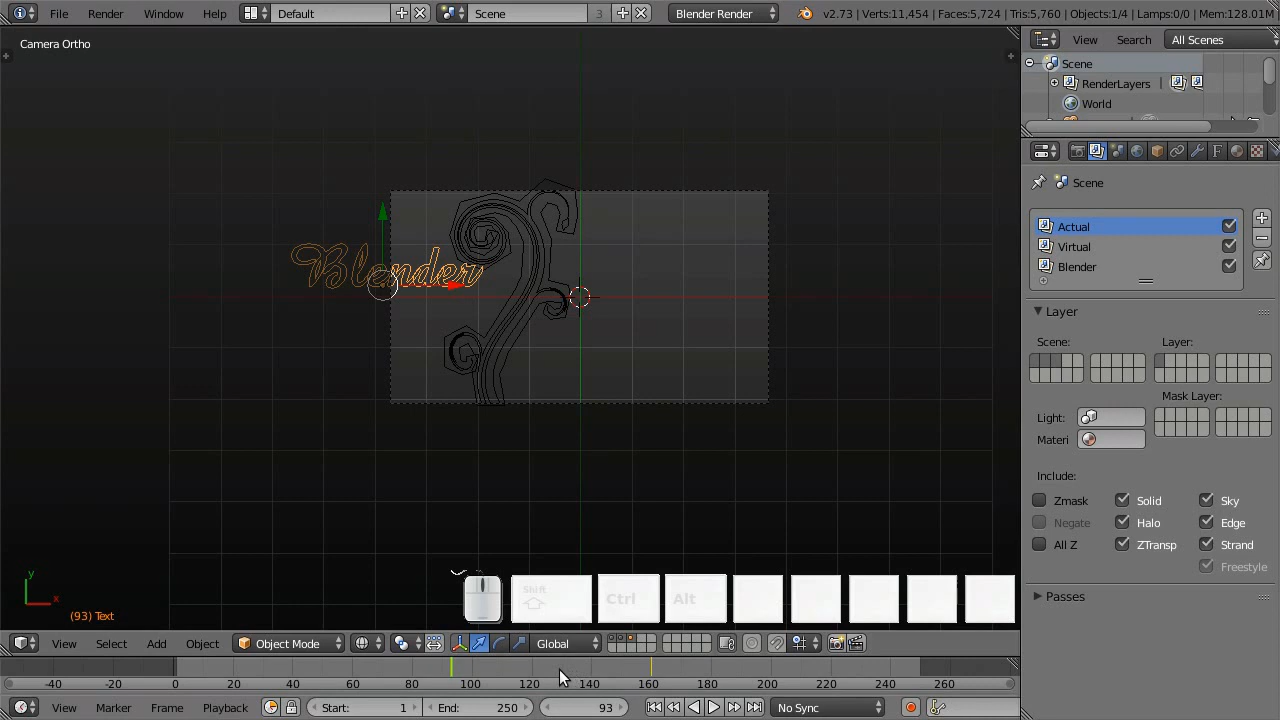 File Render Window Help Default Scene 3 Blender Render v2.73 | Verts:11,454 | Faces:5,724 | Tris:5,760 | Objects:1/4 | Lamps:0/0 | Mem:128.01M
Camera Ortho
View Search All Scenes
Scene
RenderLayers |
World
Scene
Actual
Virtual
Blender
Layer
Scene: Layer:
Mask Layer:
Light:
Materi
Include:
Zmask Solid Sky
Negate Halo Edge
All Z ZTransp Strand
Freestyle
Passes
Blender
y
x
(93) Text
Shift Ctrl Alt
View Select Add Object Object Mode Global
-40 -20 0 20 40 60 80 100 120 140 160 180 200 220 240 260
View Marker Frame Playback Start: 1 End: 250 93 No Sync